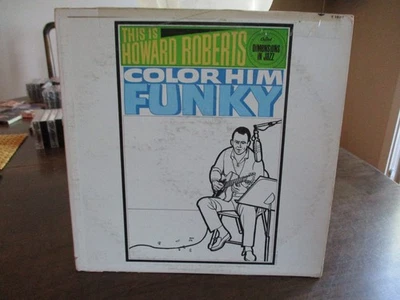 THIS IS
HOWARD ROBERTS
DIMENSIONS
IN JAZZ
COLOR HIM
FUNKY